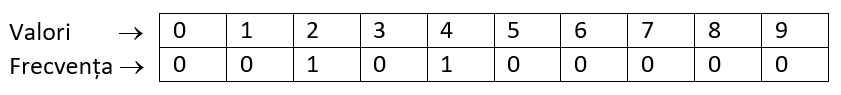 Valori → 0 1 2 3 4 5 6 7 8 9
Frecvența → 0 0 1 0 1 0 0 0 0 0